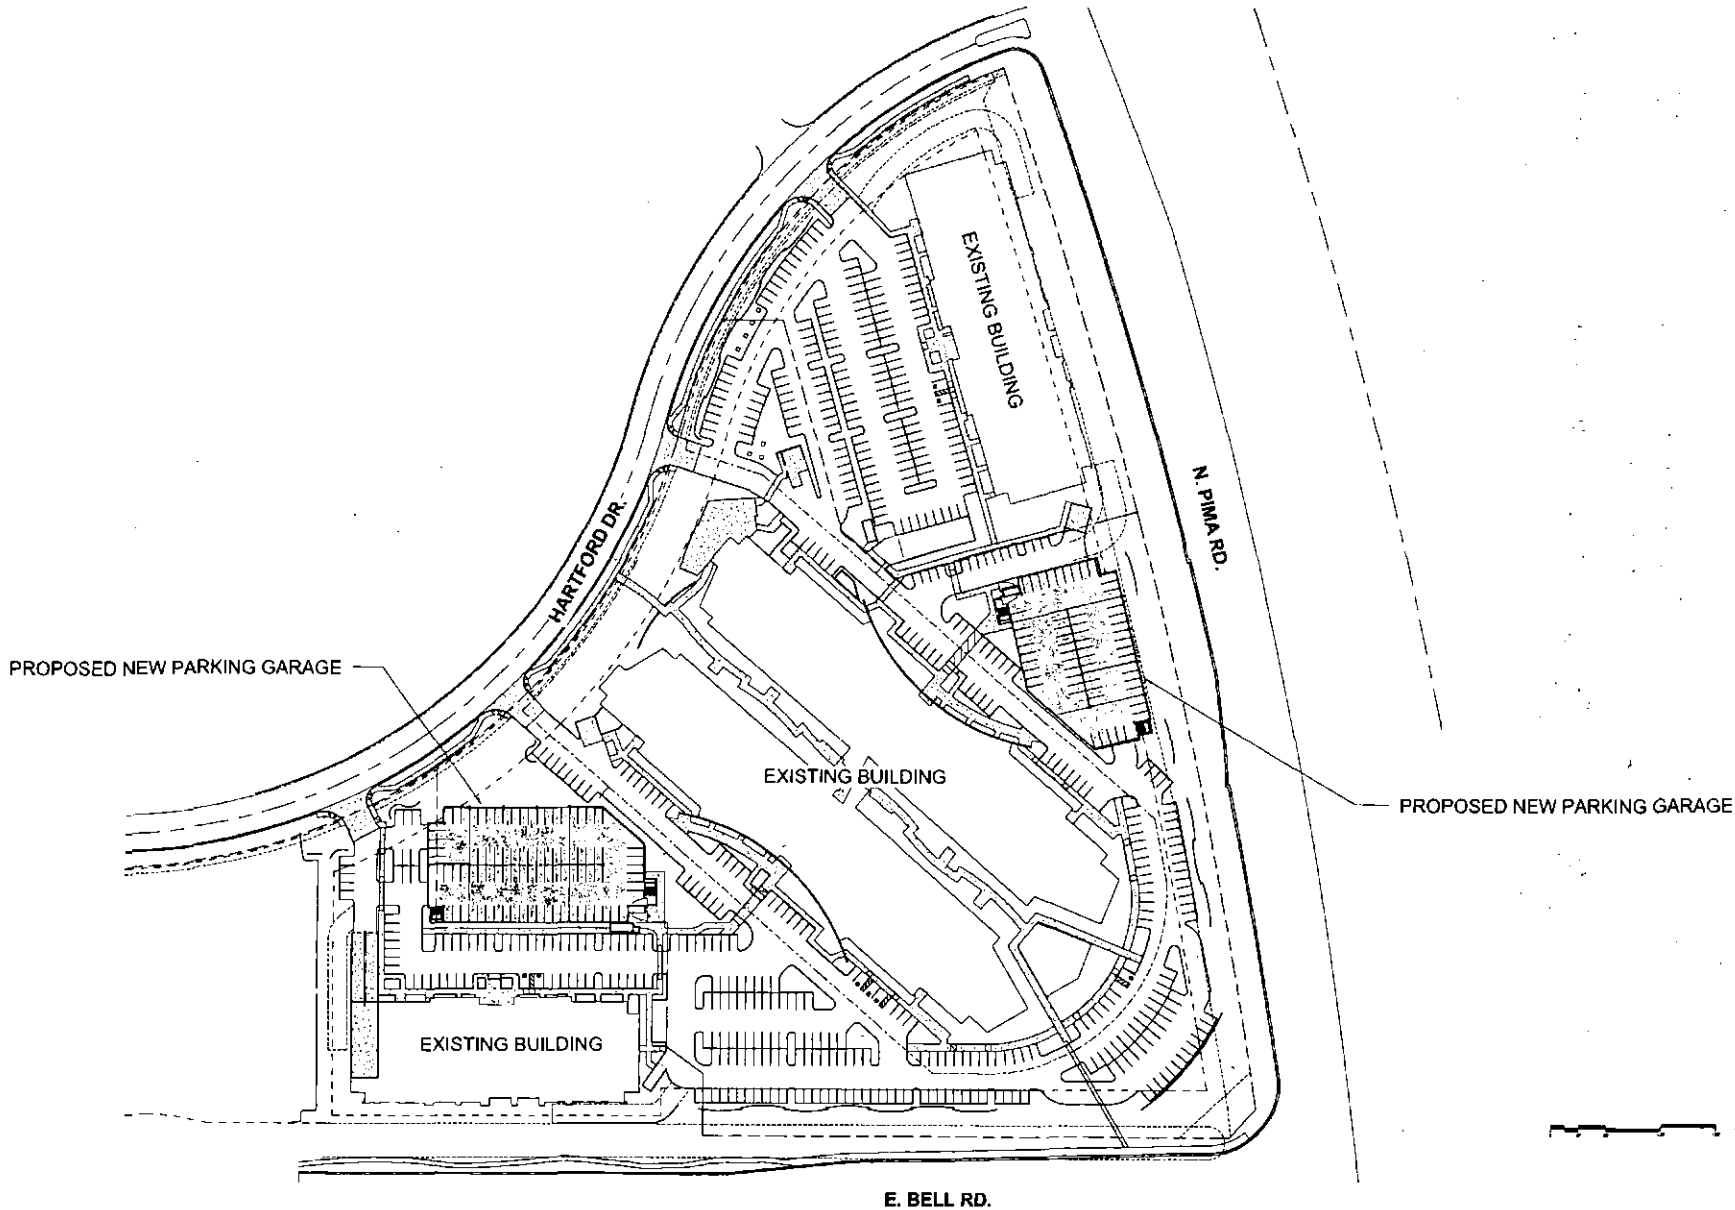 EXISTING BUILDING
N. PIMA RD.
HARTFORD DR.
PROPOSED NEW PARKING GARAGE
EXISTING BUILDING
PROPOSED NEW PARKING GARAGE
EXISTING BUILDING
E. BELL RD.